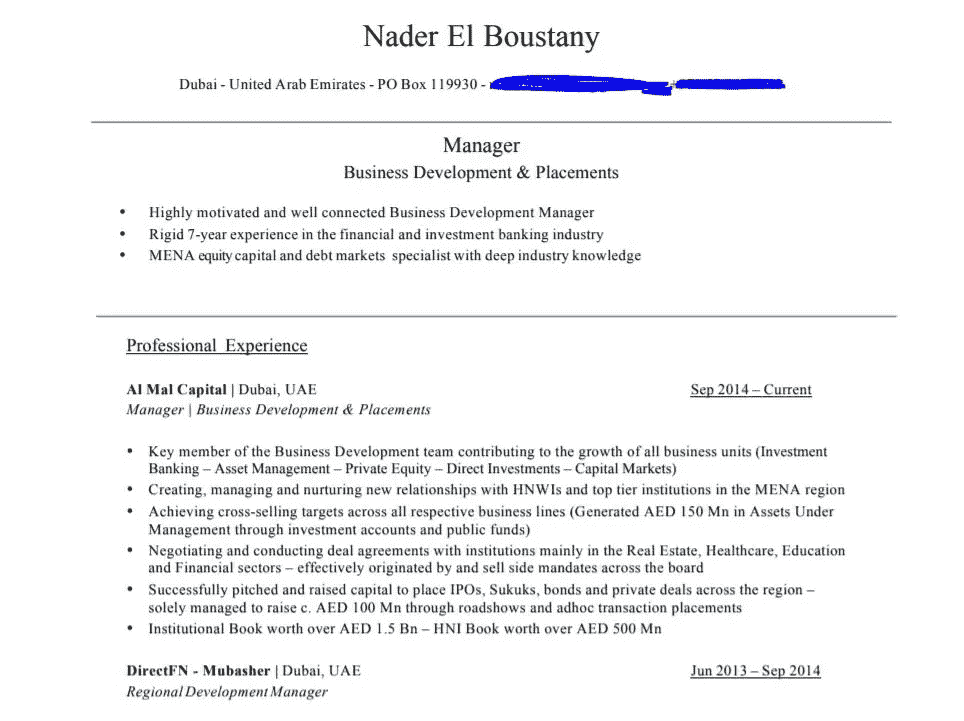 Nader El Boustany
Dubai - United Arab Emirates - PO Box 119930 -
Manager
Business Development & Placements
• Highly motivated and well connected Business Development Manager
• Rigid 7-year experience in the financial and investment banking industry
• MENA equity capital and debt markets specialist with deep industry knowledge
Professional Experience
Al Mal Capital | Dubai, UAE Sep 2014 – Current
Manager | Business Development & Placements
• Key member of the Business Development team contributing to the growth of all business units (Investment
Banking – Asset Management – Private Equity – Direct Investments – Capital Markets)
• Creating, managing and nurturing new relationships with HNWIs and top tier institutions in the MENA region
• Achieving cross-selling targets across all respective business lines (Generated AED 150 Mn in Assets Under
Management through investment accounts and public funds)
• Negotiating and conducting deal agreements with institutions mainly in the Real Estate, Healthcare, Education
and Financial sectors – effectively originated by and sell side mandates across the board
• Successfully pitched and raised capital to place IPOs, Sukuks, bonds and private deals across the region –
solely managed to raise c. AED 100 Mn through roadshows and adhoc transaction placements
• Institutional Book worth over AED 1.5 Bn – HNI Book worth over AED 500 Mn
DirectFN - Mubasher | Dubai, UAE Jun 2013 – Sep 2014
Regional Development Manager